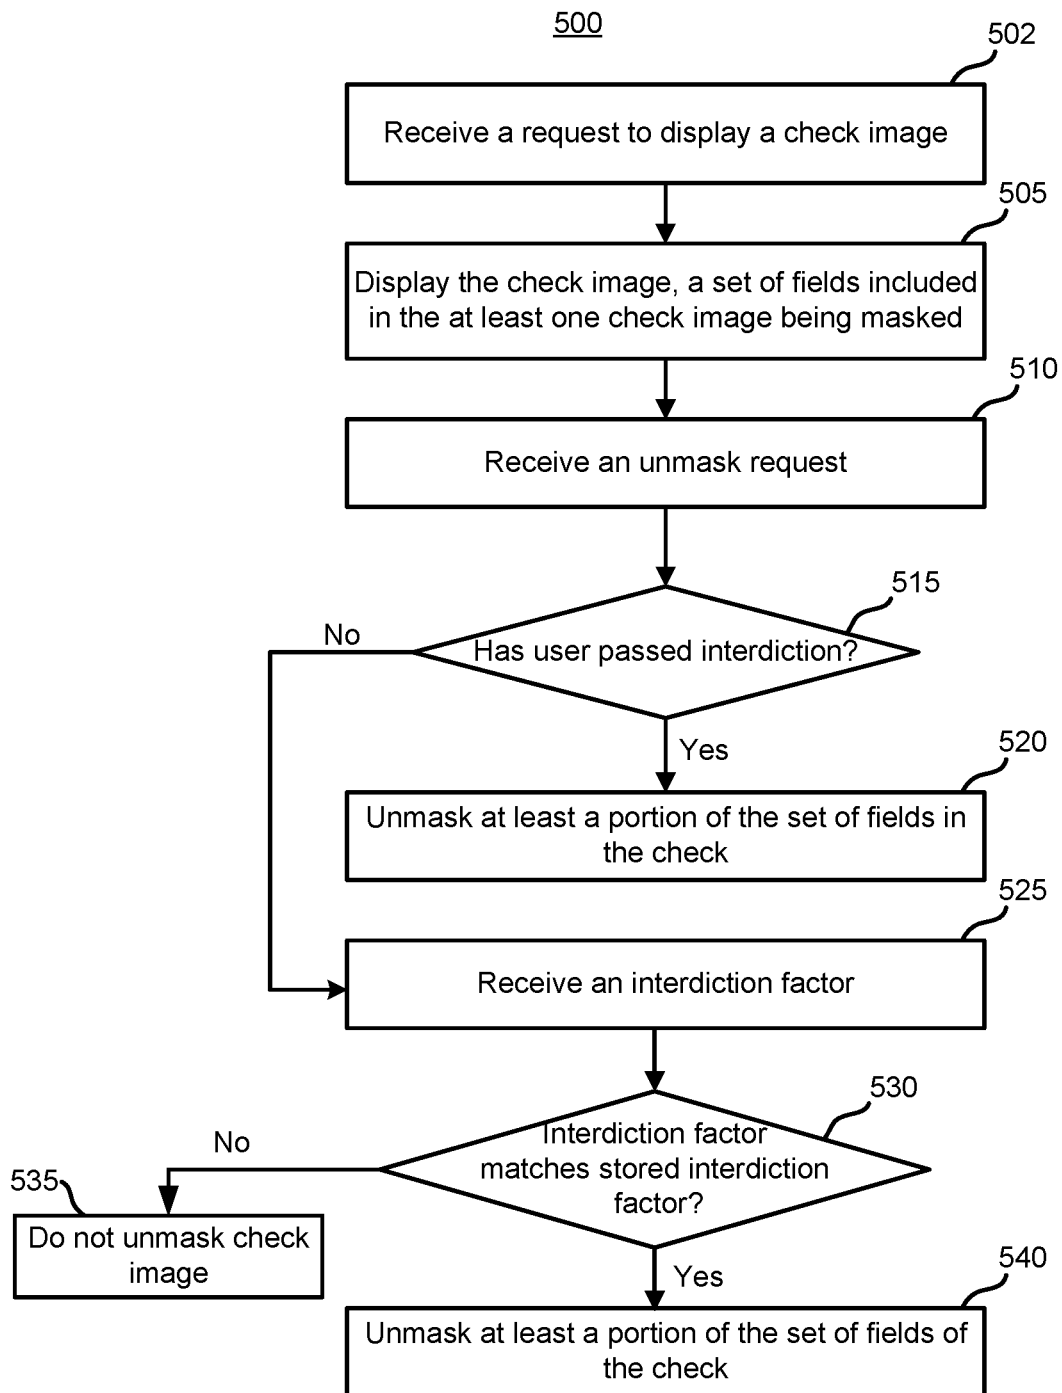 500
502
Receive a request to display a check image
505
Display the check image, a set of fields included
in the at least one check image being masked
510
Receive an unmask request
515
No
Has user passed interdiction?
Yes
520
Unmask at least a portion of the set of fields in
the check
525
Receive an interdiction factor
530
No
Interdiction factor
matches stored interdiction
factor?
535
Do not unmask check
image
Yes
540
Unmask at least a portion of the set of fields of
the check